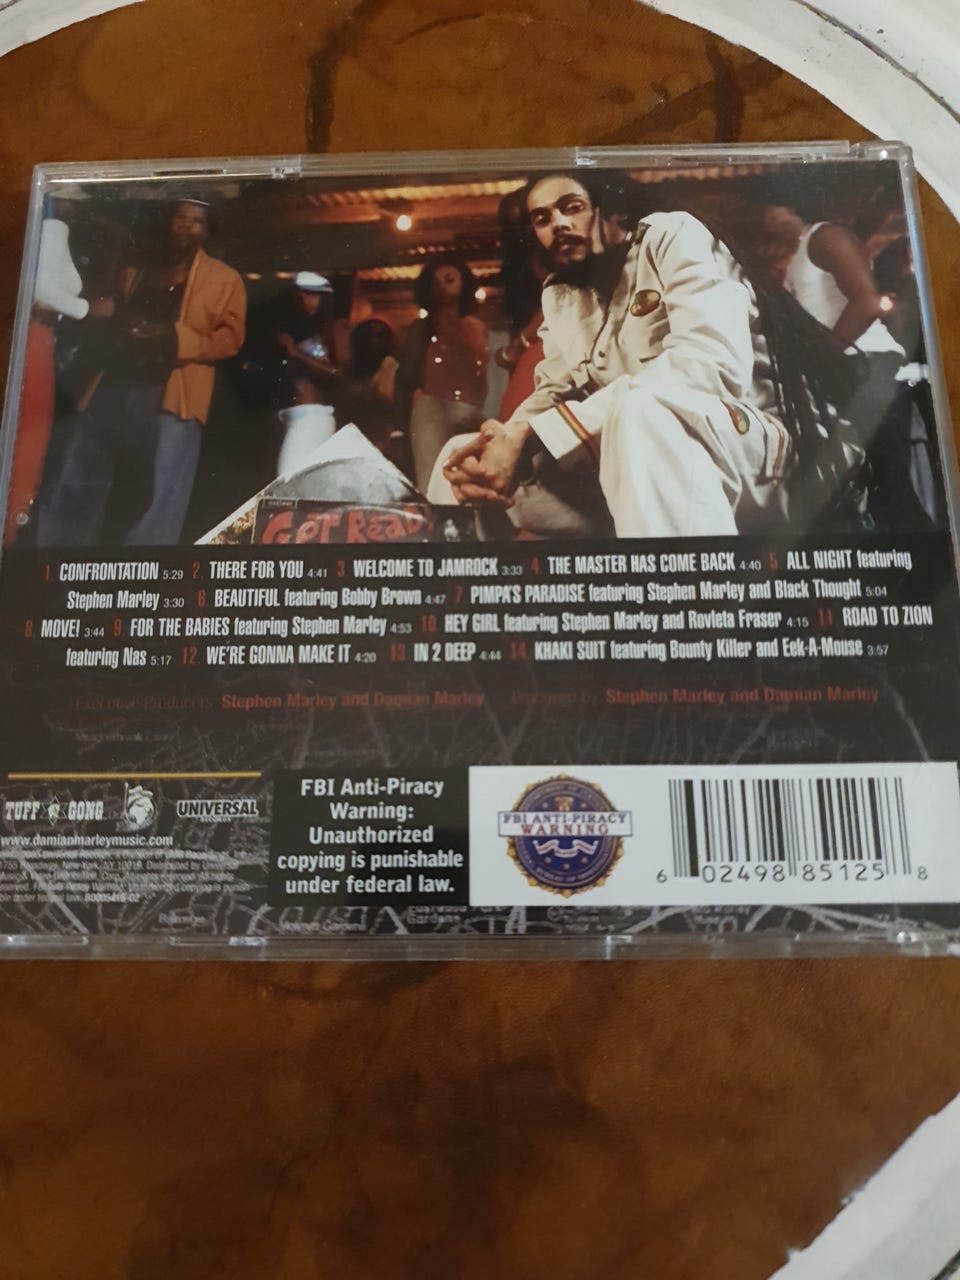 GET READY
1. CONFRONTATION 5:29 2. THERE FOR YOU 4:41 3. WELCOME TO JAMROCK 3:33 4. THE MASTER HAS COME BACK 4:40 5. ALL NIGHT featuring
Stephen Marley 3:30 6. BEAUTIFUL featuring Bobby Brown 4:47 7. PIMPA'S PARADISE featuring Stephen Marley and Black Thought 5:04
8. MOVE! 3:44 9. FOR THE BABIES featuring Stephen Marley 4:53 10. HEY GIRL featuring Stephen Marley and Rovleta Fraser 4:15 11. ROAD TO ZION
featuring Nas 5:17 12. WE'RE GONNA MAKE IT 4:20 13. IN 2 DEEP 4:44 14. KHAKI SUIT featuring Bounty Killer and Eek-A-Mouse 3:57
Executive Producers: Stephen Marley and Damian Marley Produced by Stephen Marley and Damian Marley
TUFF GONG
UNIVERSAL
RECORDS
www.damianmarleymusic.com
B0005416-02
FBI Anti-Piracy
Warning:
Unauthorized
copying is punishable
under federal law.
FBI ANTI-PIRACY
WARNING
6 02498 85125 8